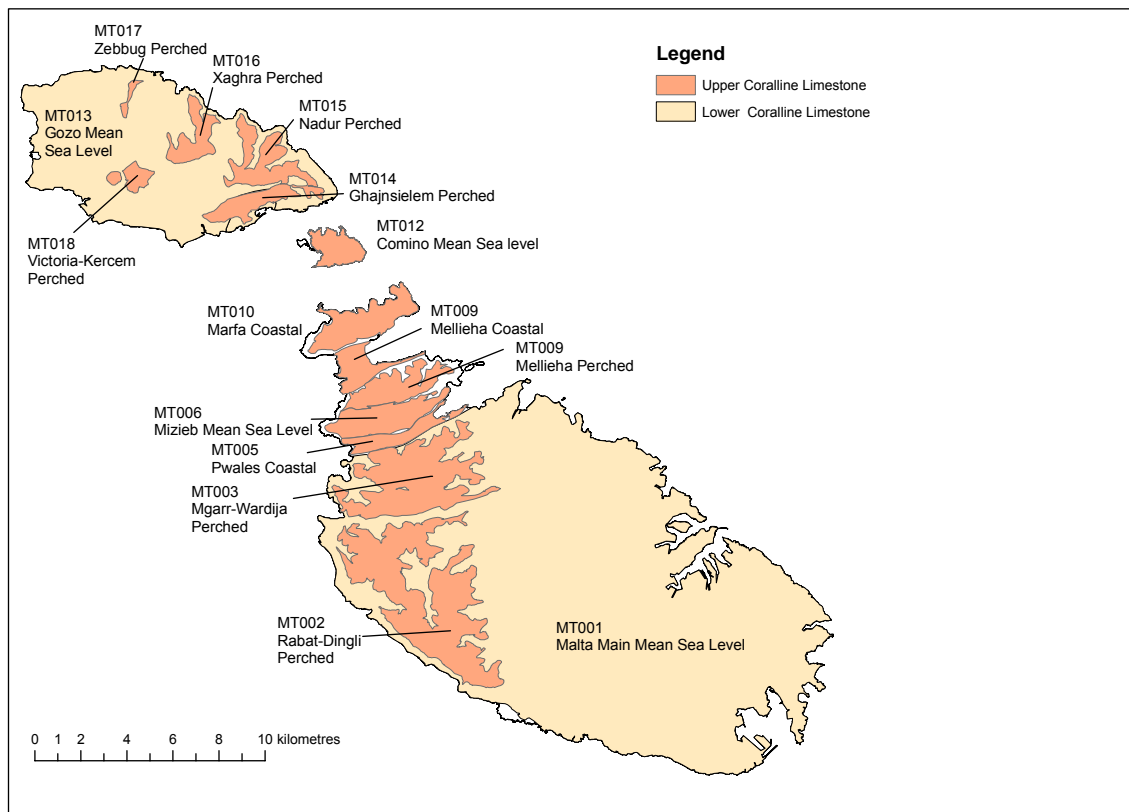 MT017
Zebbug Perched
MT016
Xaghra Perched
MT015
Nadur Perched
MT013
Gozo Mean
Sea Level
MT014
Ghajnsielem Perched
MT012
Comino Mean Sea level
MT018
Victoria-Kercem
Perched
MT010
Marfa Coastal
MT009
Mellieha Coastal
MT009
Mellieha Perched
MT006
Mizieb Mean Sea Level
MT005
Pwales Coastal
MT003
Mgarr-Wardija
Perched
MT002
Rabat-Dingli
Perched
MT001
Malta Main Mean Sea Level
Legend
Upper Coralline Limestone
Lower Coralline Limestone
0 1 2 4 6 8 10 kilometres